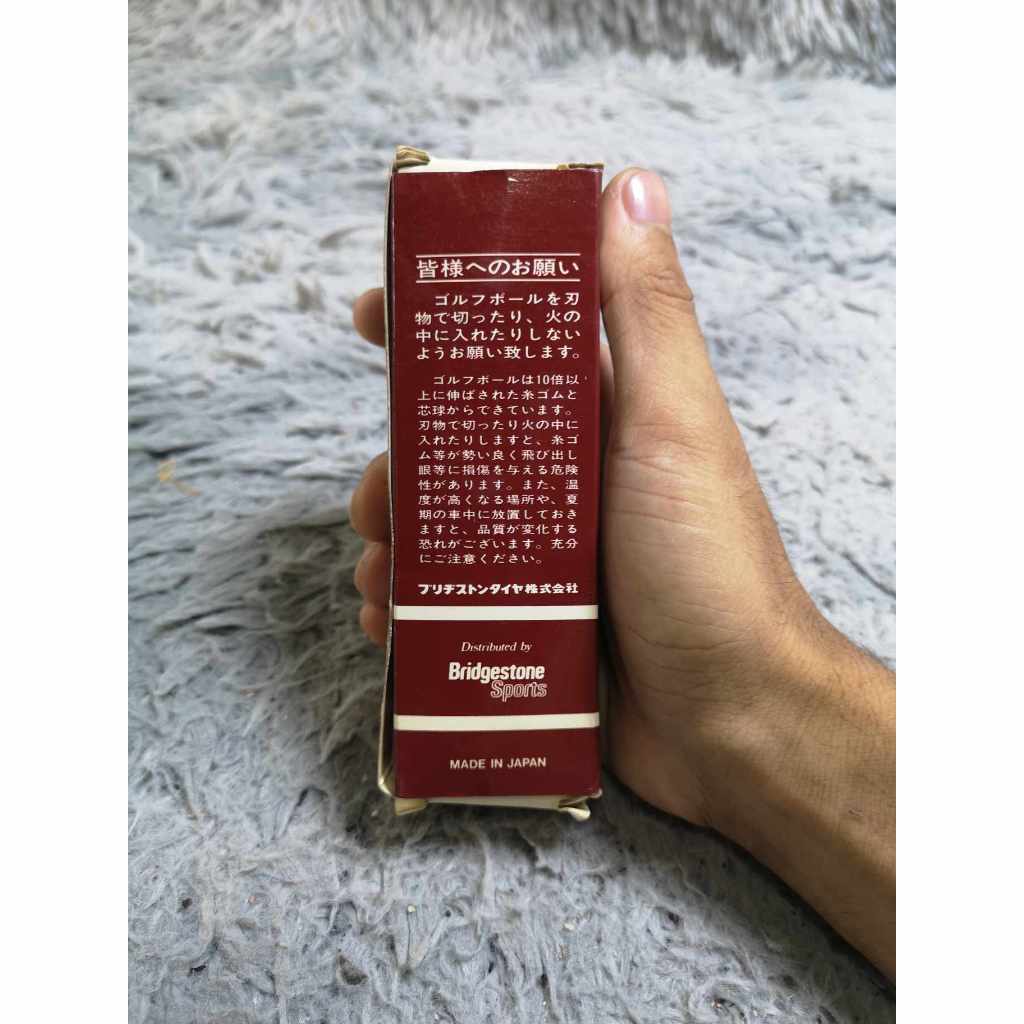 皆様へのお願い
ゴルフボールを刃
物で切ったり、火の
中に入れたりしない
ようお願い致します。
ゴルフボールは10倍以
上に伸ばされた糸ゴムと
芯球からできています。
刃物で切ったり火の中に
入れたりしますと、糸ゴ
ム等が勢い良く飛び出し
眼等に損傷を与える危険
性があります。また、温
度が高くなる場所や、夏
期の車中に放置しておき
ますと、品質が変化する
恐れがございます。充分
にご注意ください。
ブリヂストンタイヤ株式会社
Distributed by
Bridgestone
Sports
MADE IN JAPAN